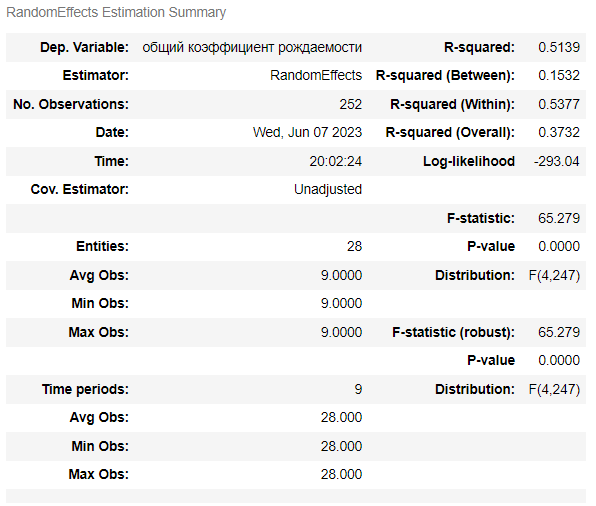 RandomEffects Estimation Summary
Dep. Variable: общий коэффициент рождаемости R-squared: 0.5139
Estimator: RandomEffects R-squared (Between): 0.1532
No. Observations: 252 R-squared (Within): 0.5377
Date: Wed, Jun 07 2023 R-squared (Overall): 0.3732
Time: 20:02:24 Log-likelihood -293.04
Cov. Estimator: Unadjusted
F-statistic: 65.279
Entities: 28 P-value 0.0000
Avg Obs: 9.0000 Distribution: F(4,247)
Min Obs: 9.0000
Max Obs: 9.0000 F-statistic (robust): 65.279
P-value 0.0000
Time periods: 9 Distribution: F(4,247)
Avg Obs: 28.000
Min Obs: 28.000
Max Obs: 28.000